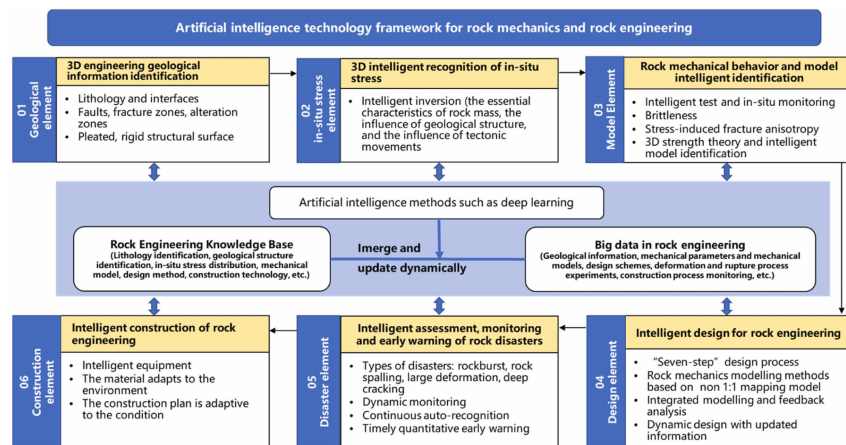 Artificial intelligence technology framework for rock mechanics and rock engineering
01
Geological
element
3D engineering geological
information identification
• Lithology and interfaces
• Faults, fracture zones, alteration
zones
• Pleated, rigid structural surface
02
in-situ stress
element
3D intelligent recognition of in-situ
stress
• Intelligent inversion (the essential
characteristics of rock mass, the
influence of geological structure,
and the influence of tectonic
movements
03
Model Element
Rock mechanical behavior and model
intelligent identification
• Intelligent test and in-situ monitoring
• Brittleness
• Stress-induced fracture anisotropy
• 3D strength theory and intelligent
model identification
Artificial intelligence methods such as deep learning
Rock Engineering Knowledge Base
(Lithology identification, geological structure
identification, in-situ stress distribution, mechanical
model, design method, construction technology, etc.)
Imerge and
update dynamically
Big data in rock engineering
(Geological information, mechanical parameters and mechanical
models, design schemes, deformation and rupture process
experiments, construction process monitoring, etc.)
06
Construction
element
Intelligent construction of rock
engineering
• Intelligent equipment
• The material adapts to the
environment
• The construction plan is adaptive
to the condition
05
Disaster element
Intelligent assessment, monitoring
and early warning of rock disasters
• Types of disasters: rockburst, rock
spalling, large deformation, deep
cracking
• Dynamic monitoring
• Continuous auto-recognition
• Timely quantitative early warning
04
Design element
Intelligent design for rock engineering
• “Seven-step” design process
• Rock mechanics modelling methods
based on non 1:1 mapping model
• Integrated modelling and feedback
analysis
• Dynamic design with updated
information